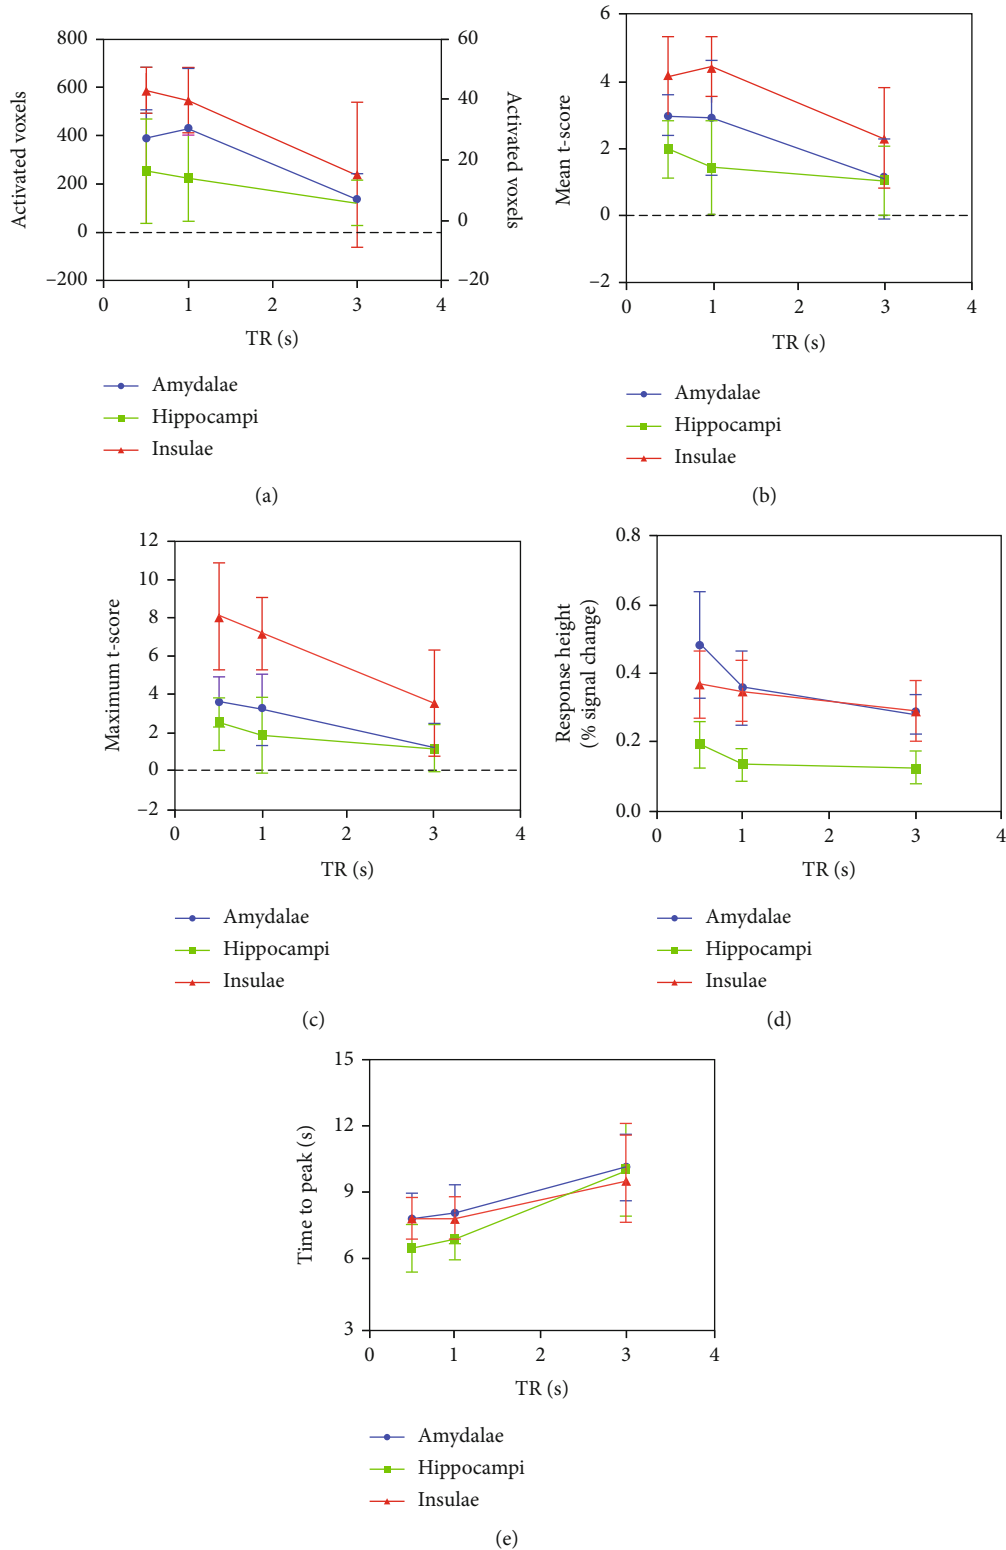 800
600
400
200
0
−200
Activated voxels
60
40
20
0
−20
Activated voxels
0 1 2 3 4
TR (s)
Amydalae
Hippocampi
Insulae
(a)
6
4
2
0
−2
Mean t-score
0 1 2 3 4
TR (s)
Amydalae
Hippocampi
Insulae
(b)
12
10
8
6
4
2
0
−2
Maximum t-score
0 1 2 3 4
TR (s)
Amydalae
Hippocampi
Insulae
(c)
0.8
0.6
0.4
0.2
0.0
Response height
(% signal change)
0 1 2 3 4
TR (s)
Amydalae
Hippocampi
Insulae
(d)
15
12
9
6
3
Time to peak (s)
0 1 2 3 4
TR (s)
Amydalae
Hippocampi
Insulae
(e)